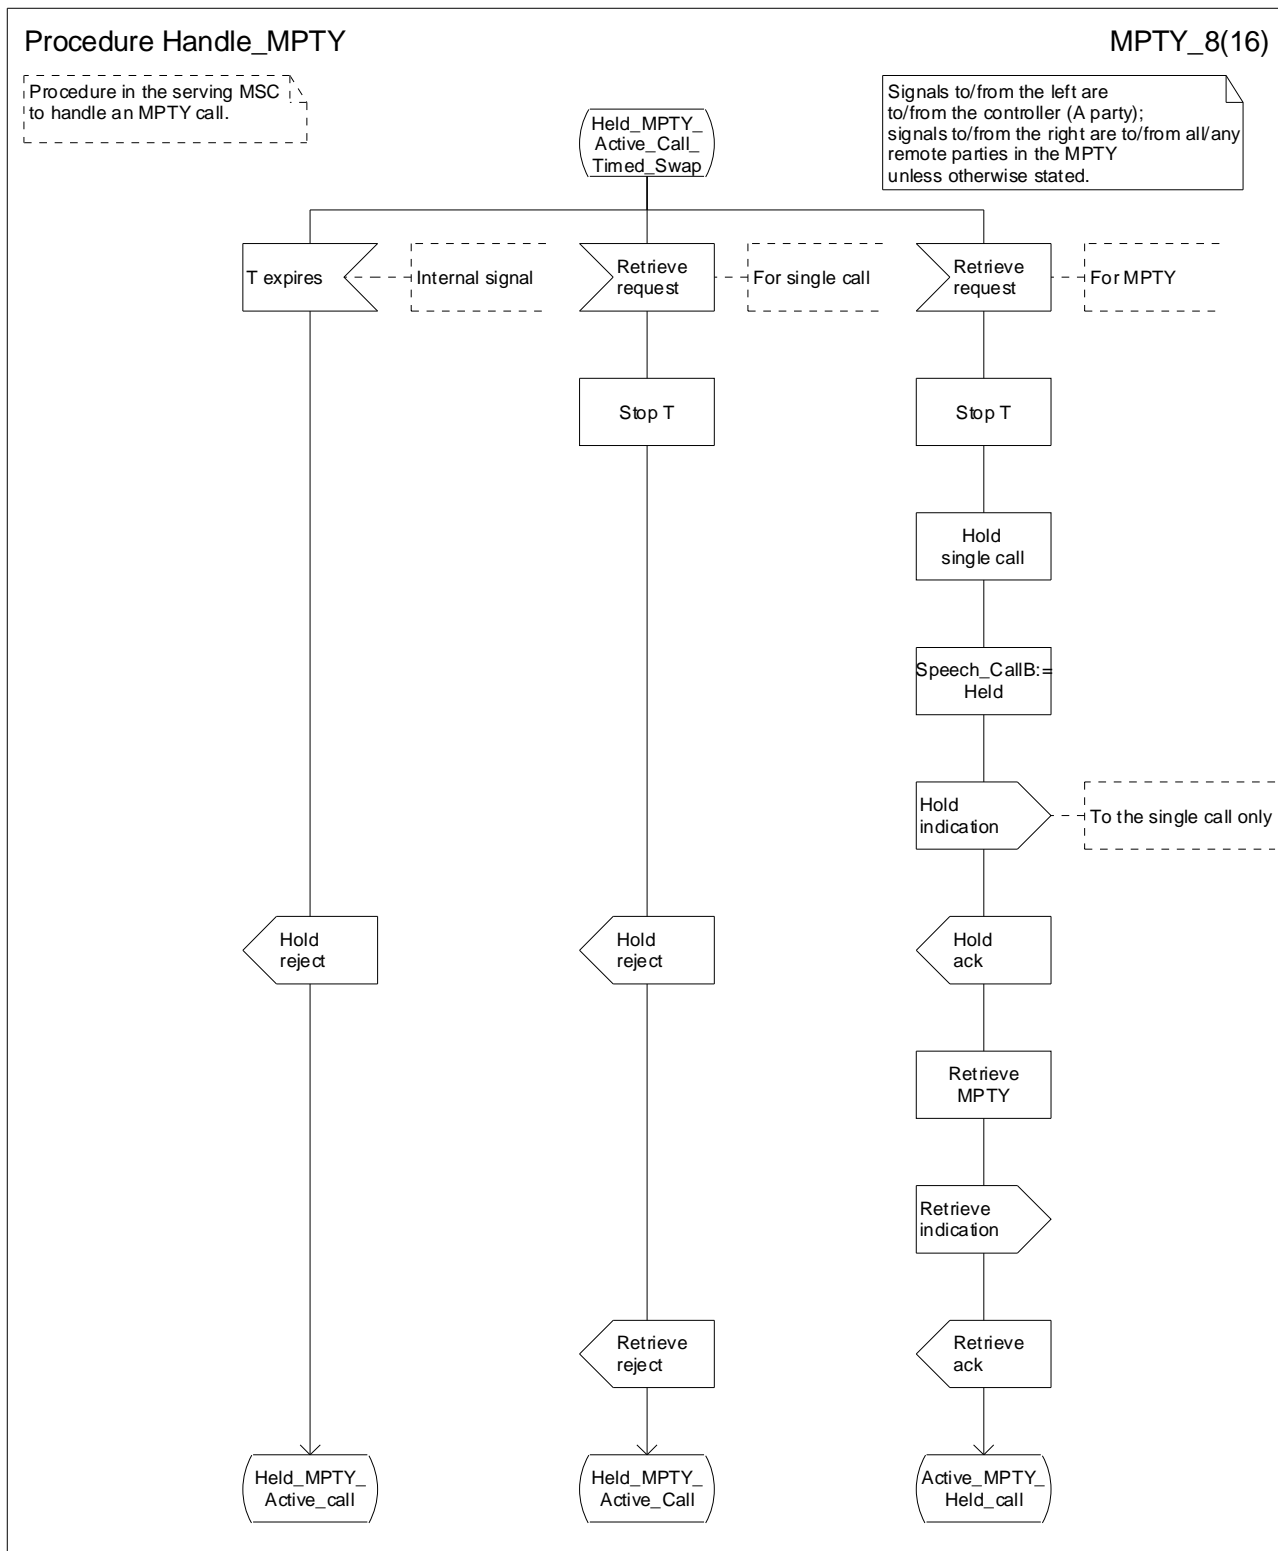 Procedure Handle_MPTY
MPTY_8(16)
Procedure in the serving MSC
to handle an MPTY call.
Held_MPTY_
Active_Call_
Timed_Swap
Signals to/from the left are
to/from the controller (A party);
signals to/from the right are to/from all/any
remote parties in the MPTY
unless otherwise stated.
T expires
Internal signal
Retrieve
request
For single call
Retrieve
request
For MPTY
Stop T
Stop T
Hold
single call
Speech_CallB:=
Held
Hold
indication
To the single call only
Hold
reject
Hold
reject
Hold
ack
Retrieve
MPTY
Retrieve
indication
Retrieve
reject
Retrieve
ack
Held_MPTY_
Active_call
Held_MPTY_
Active_Call
Active_MPTY_
Held_call